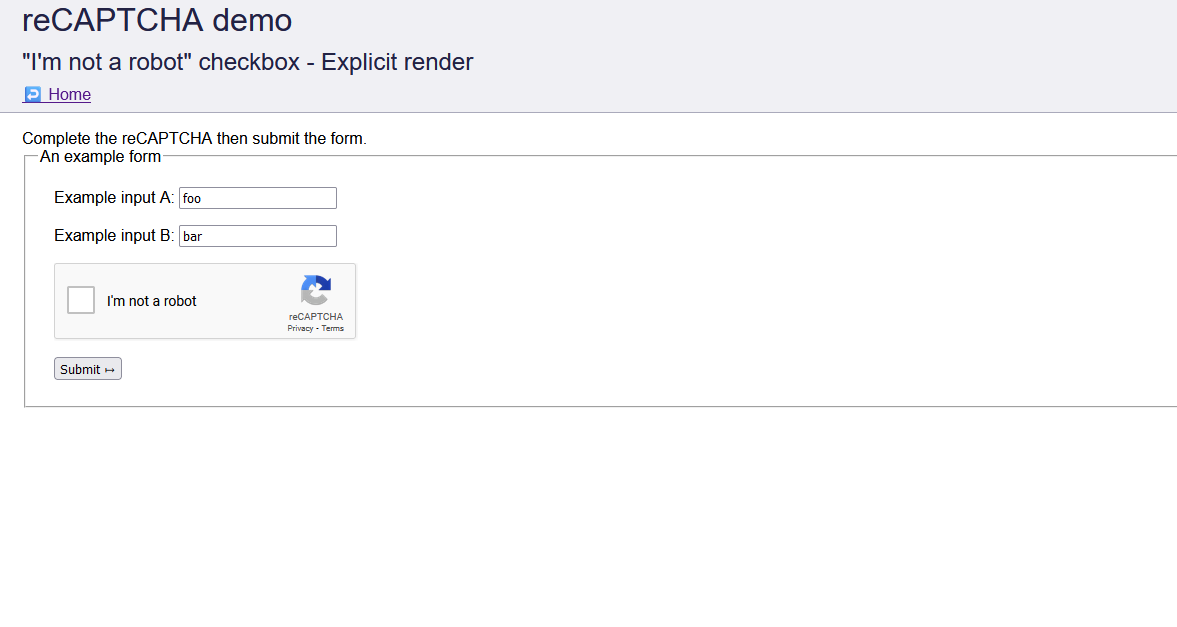 reCAPTCHA demo
"I'm not a robot" checkbox - Explicit render
Home
Complete the reCAPTCHA then submit the form.
An example form
Example input A: foo
Example input B: bar
I'm not a robot
reCAPTCHA
Privacy - Terms
Submit ↦